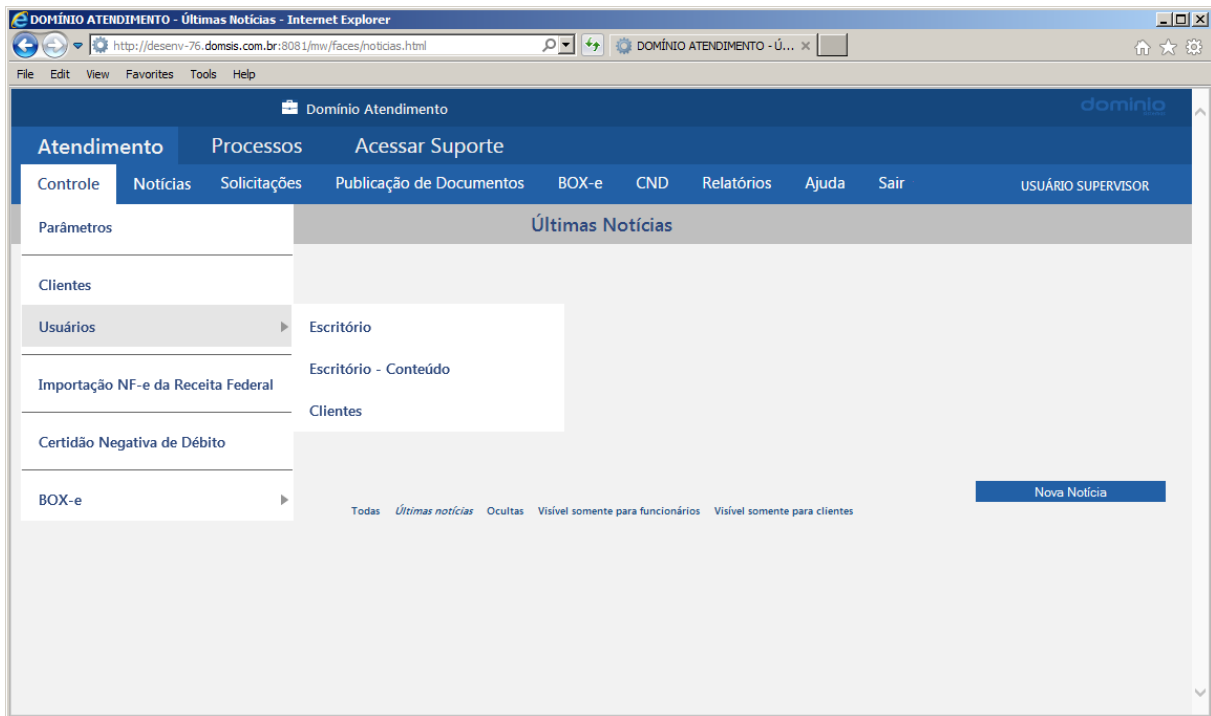 DOMÍNIO ATENDIMENTO - Últimas Notícias - Internet Explorer
http://desenv-76.domsis.com.br:8081/mw/faces/noticias.html
DOMÍNIO ATENDIMENTO - Ú...
File Edit View Favorites Tools Help
Domínio Atendimento
domínio
Atendimento Processos Acessar Suporte
Controle Notícias Solicitações Publicação de Documentos BOX-e CND Relatórios Ajuda Sair USUÁRIO SUPERVISOR
Últimas Notícias
Parâmetros
Clientes
Usuários
Escritório
Escritório - Conteúdo
Clientes
Importação NF-e da Receita Federal
Certidão Negativa de Débito
BOX-e
Nova Notícia
Todas Últimas notícias Ocultas Visível somente para funcionários Visível somente para clientes